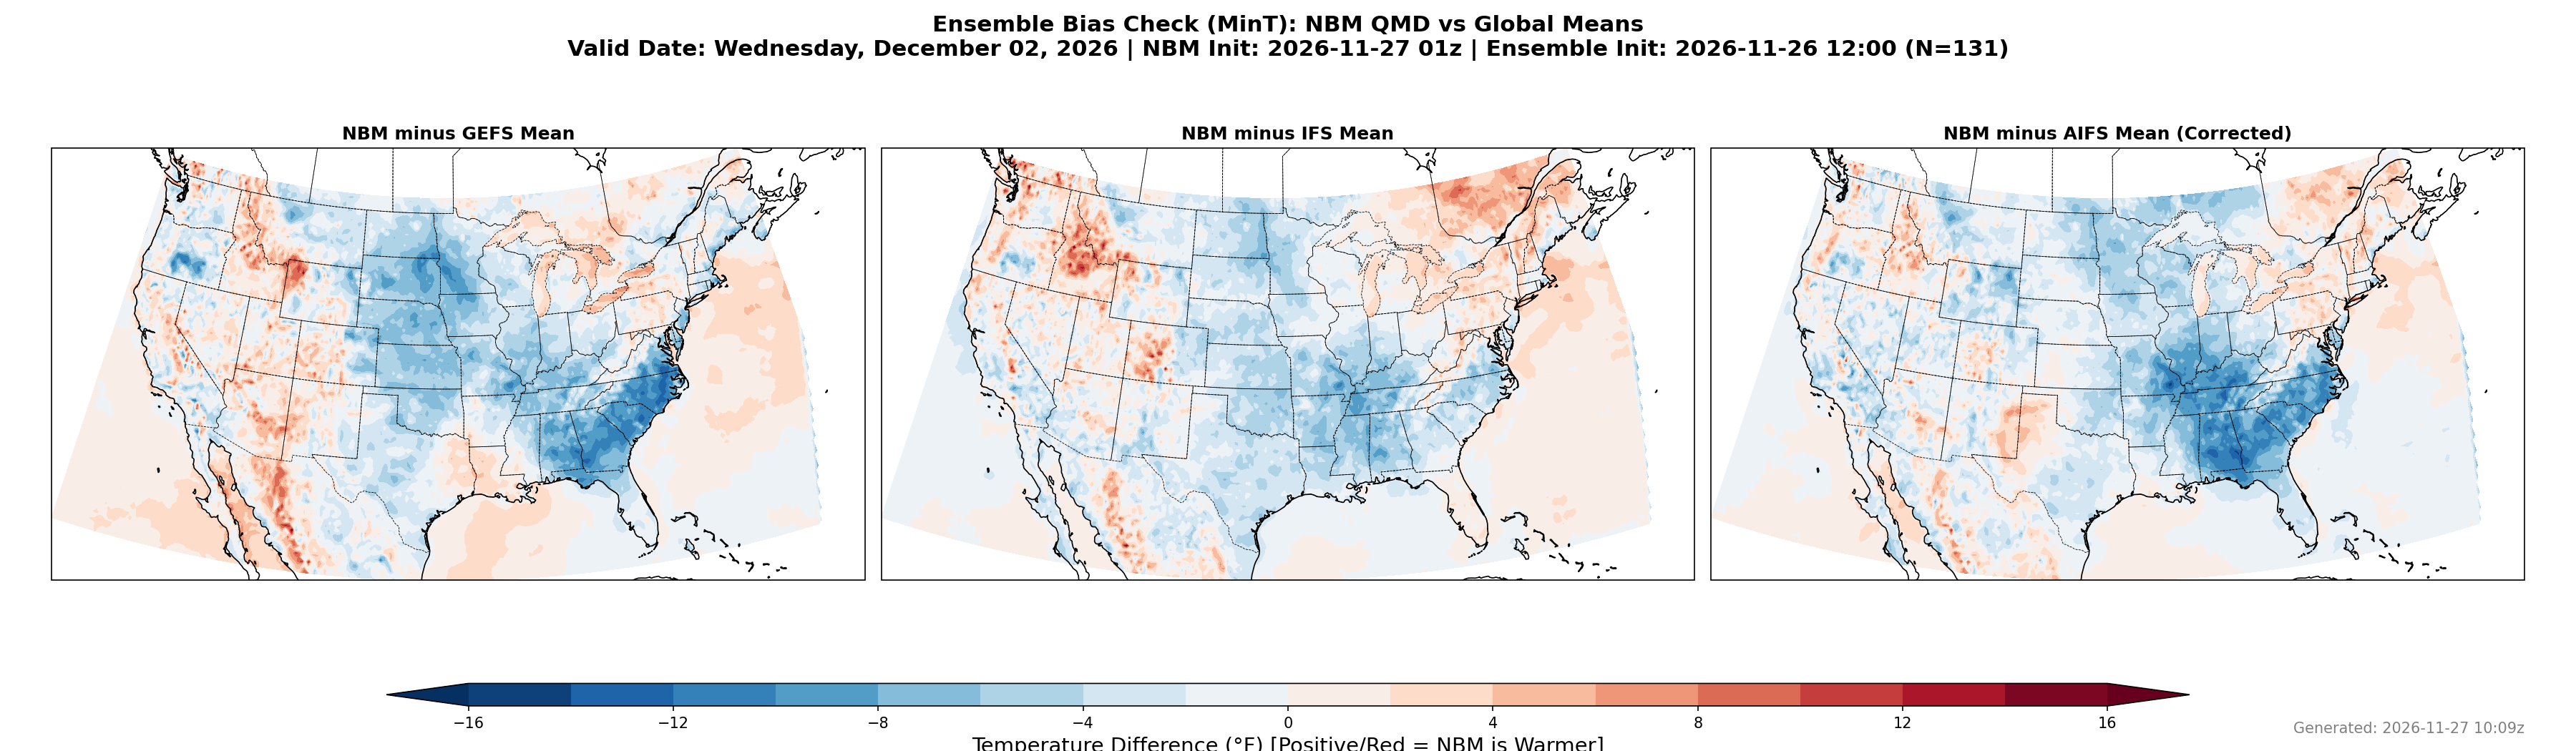 Ensemble Bias Check (MinT): NBM QMD vs Global Means
Valid Date: Wednesday, December 02, 2026 | NBM Init: 2026-11-27 01z | Ensemble Init: 2026-11-26 12:00 (N=131)
NBM minus GEFS Mean
NBM minus IFS Mean
NBM minus AIFS Mean (Corrected)
−16 −12 −8 −4 0 4 8 12 16
Temperature Difference (°F) [Positive/Red = NBM is Warmer]
Generated: 2026-11-27 10:09z